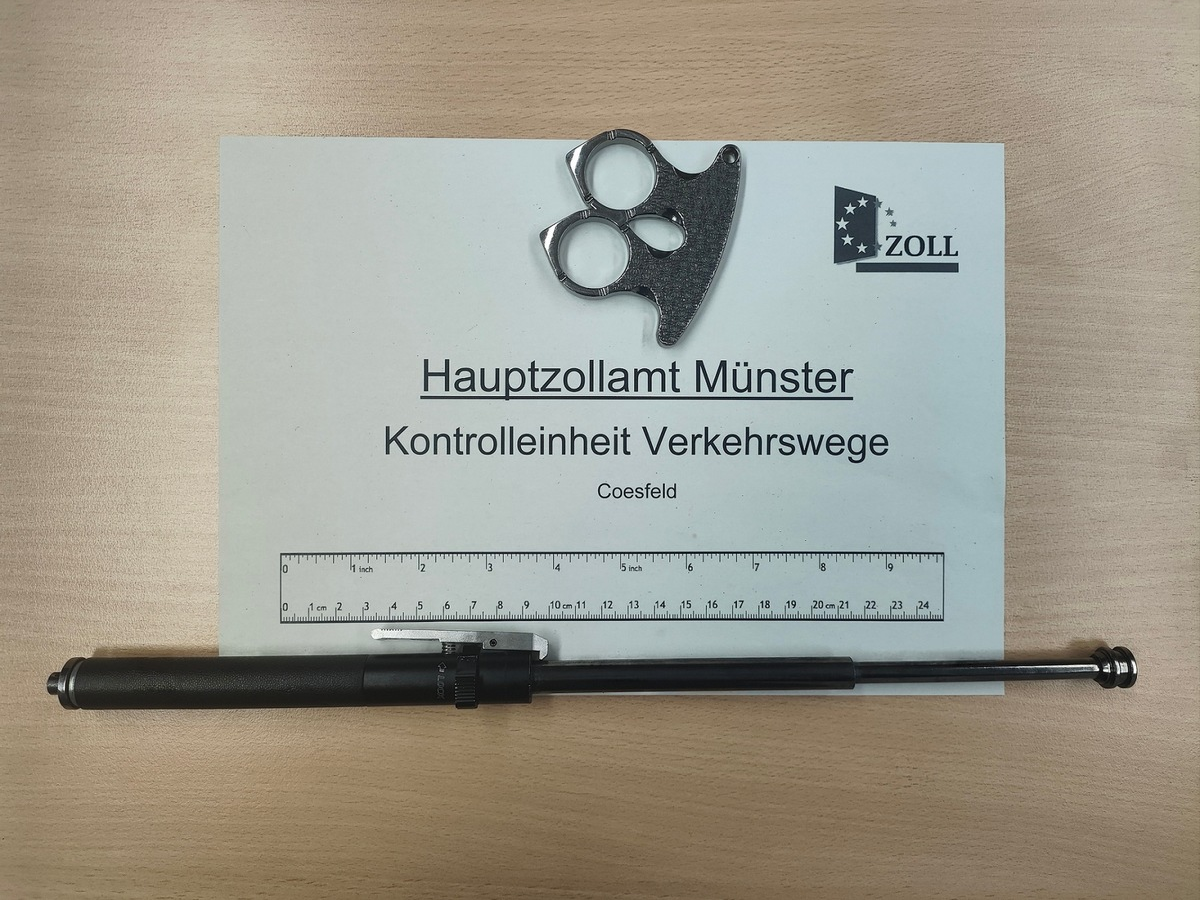 ZOLL
Hauptzollamt Münster
Kontrolleinheit Verkehrswege
Coesfeld
0 1 inch 2 3 4 5 inch 6 7 8 9
0 1 cm 2 3 4 5 6 7 8 9 10 cm 11 12 13 14 15 16 17 18 19 20 cm 21 22 23 24